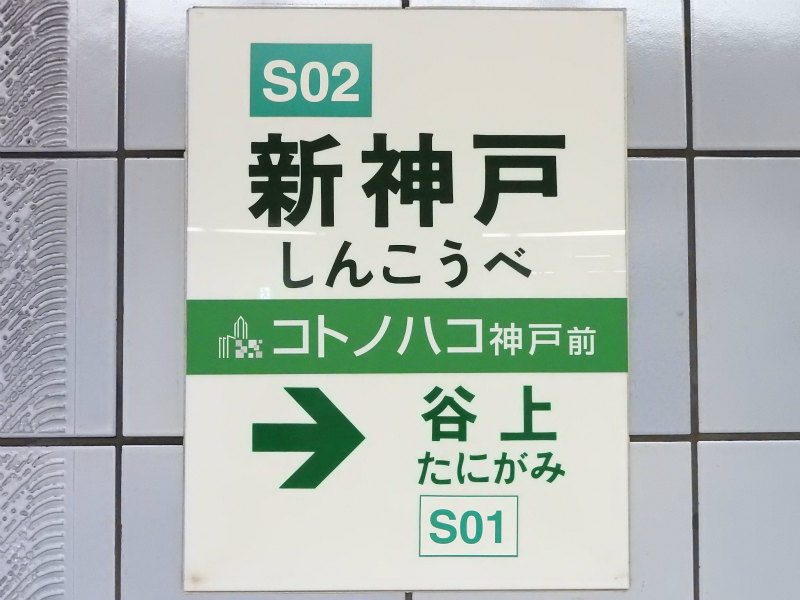 S02
新神戸
しんこうべ
コトノハコ神戸前
谷上
たにがみ
S01